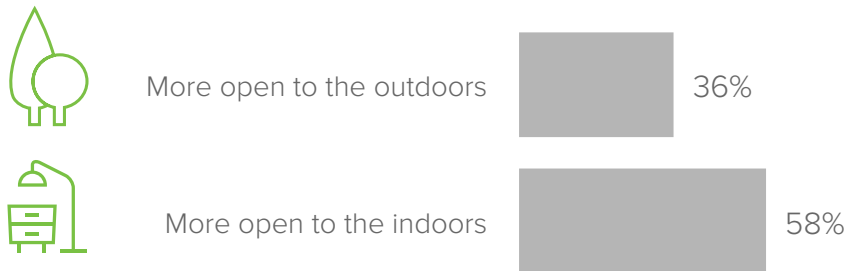 More open to the outdoors 36%
More open to the indoors 58%